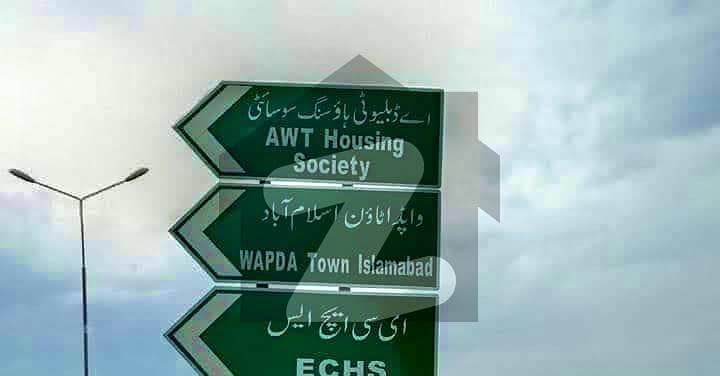 اے ڈبلیو ٹی ہاؤسنگ سوسائٹی
AWT Housing
Society
واپڈا ٹاؤن اسلام آباد
WAPDA Town Islamabad
ای سی ایچ ایس
ECHS